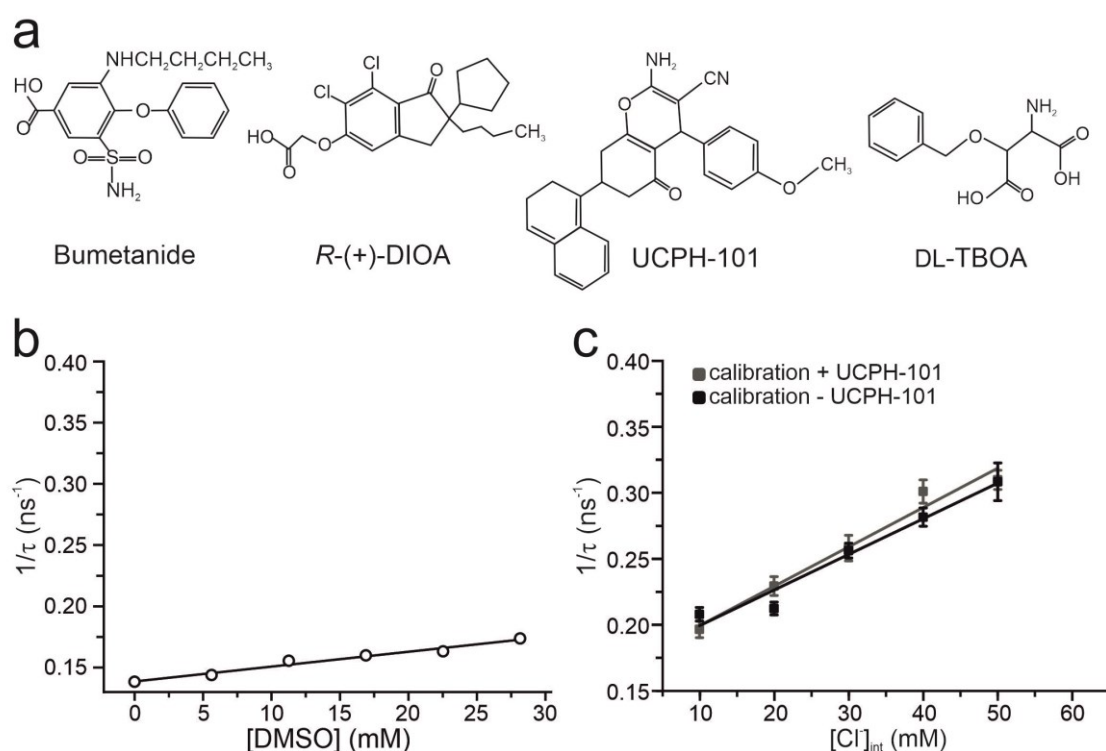 a
NHCH₂CH₂CH₂CH₃
HO
O
O
O
S
O
NH₂
Bumetanide
Cl
O
Cl
HO
O
O
CH₃
R-(+)-DIOA
NH₂
O
CN
O
O
CH₃
UCPH-101
NH₂
O
O
O
HO
OH
DL-TBOA
b
0.40
0.35
0.30
0.25
0.20
0.15
1/τ (ns⁻¹)
0 5 10 15 20 25 30
[DMSO] (mM)
c
calibration + UCPH-101
calibration - UCPH-101
0.40
0.35
0.30
0.25
0.20
0.15
1/τ (ns⁻¹)
10 20 30 40 50 60
[Cl⁻]int (mM)